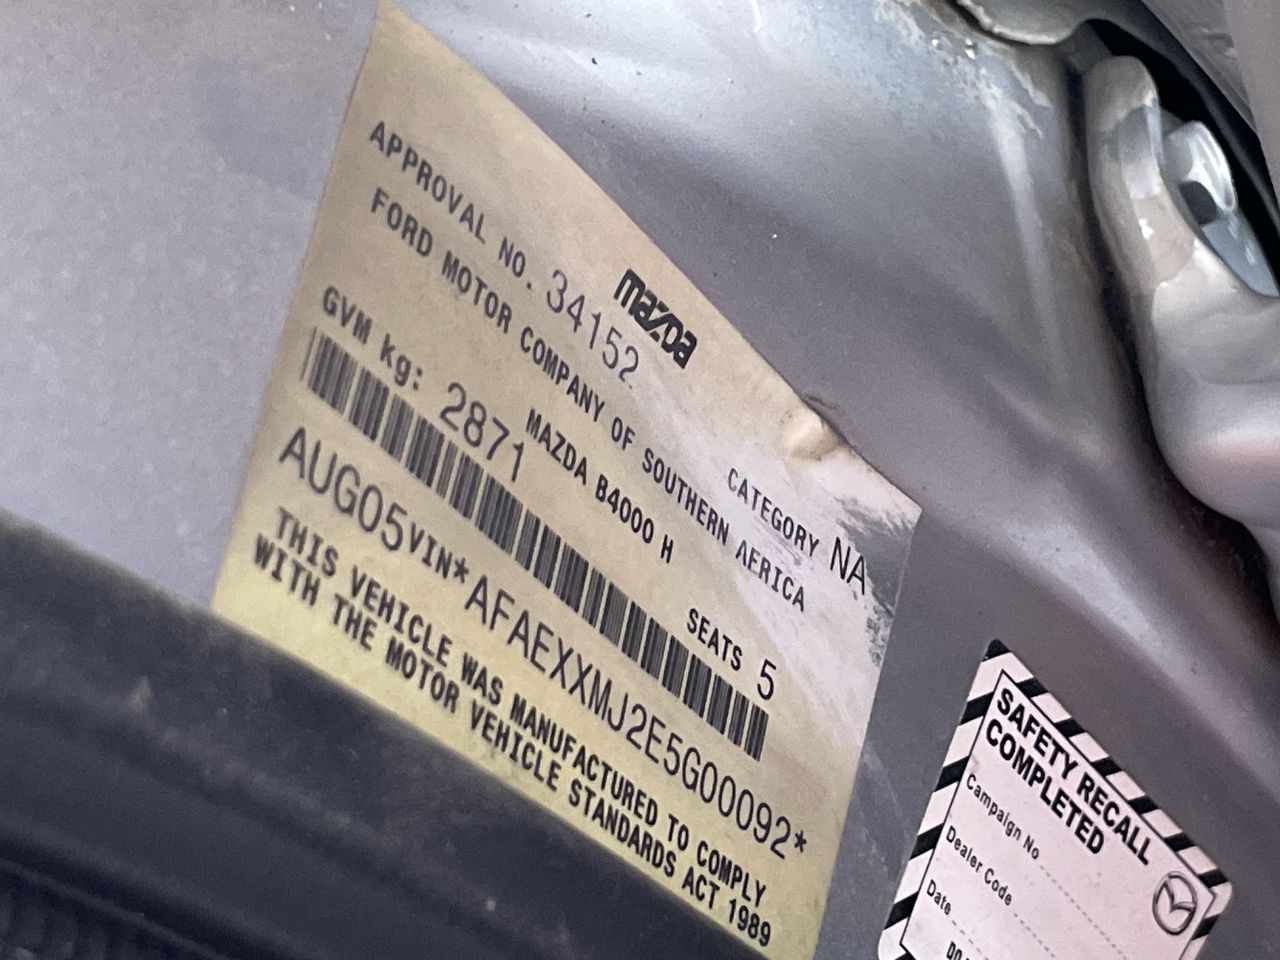 mazda
APPROVAL NO. 34152 CATEGORY NA
FORD MOTOR COMPANY OF SOUTHERN AERICA
MAZDA B4000 H
GVM kg: 2871 SEATS 5
AUG05 VIN*AFAEXXMJ2E5G00092*
THIS VEHICLE WAS MANUFACTURED TO COMPLY
WITH THE MOTOR VEHICLE STANDARDS ACT 1989
SAFETY RECALL
COMPLETED
Campaign No
Dealer Code
Date